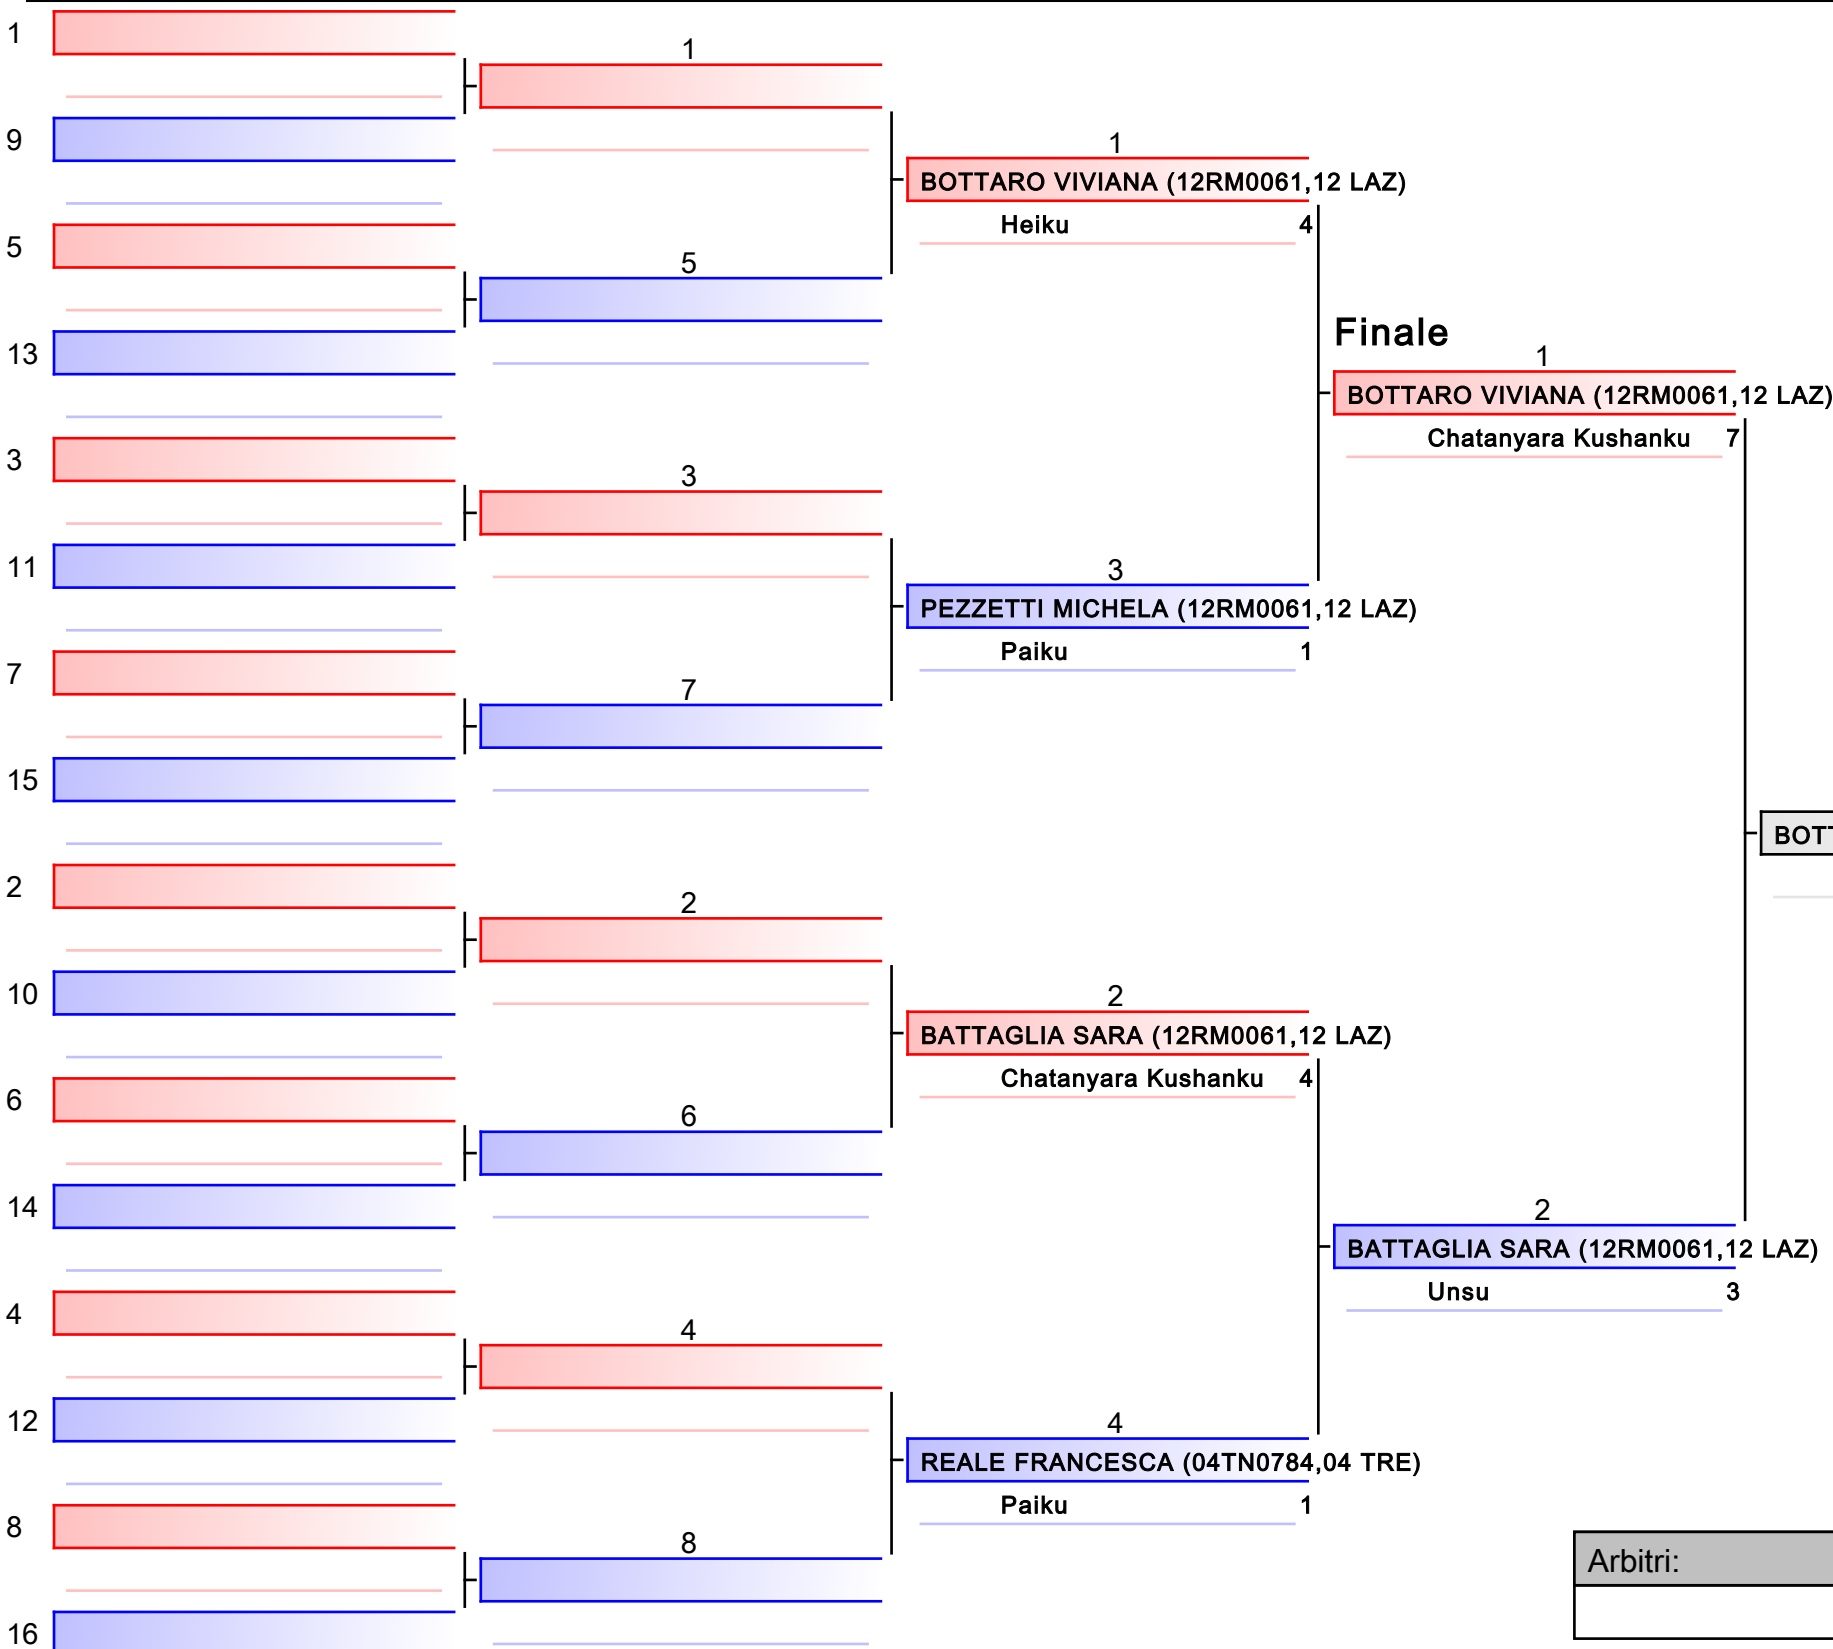 1
9
5
13
3
11
7
15
2
10
6
14
4
12
8
16
1
5
3
7
2
6
4
8
1
BOTTARO VIVIANA (12RM0061,12 LAZ)
Heiku 4
3
PEZZETTI MICHELA (12RM0061,12 LAZ)
Paiku 1
2
BATTAGLIA SARA (12RM0061,12 LAZ)
Chatanyara Kushanku 4
4
REALE FRANCESCA (04TN0784,04 TRE)
Paiku 1
Finale
1
BOTTARO VIVIANA (12RM0061,12 LAZ)
Chatanyara Kushanku 7
2
BATTAGLIA SARA (12RM0061,12 LAZ)
Unsu 3
Arbitri: